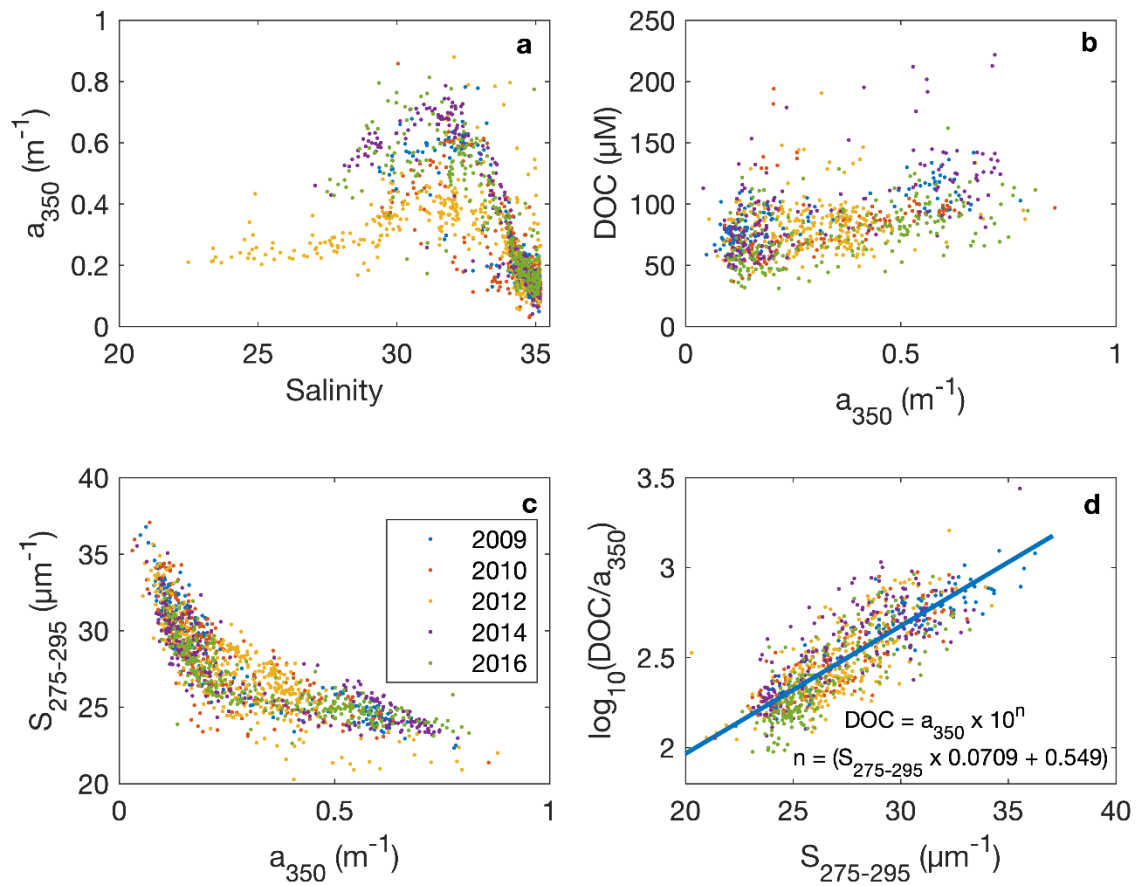 a
1
0.8
0.6
0.4
0.2
0
a₃₅₀ (m⁻¹)
20
25
30
35
Salinity
b
250
200
150
100
50
0
DOC (µM)
0
0.5
1
a₃₅₀ (m⁻¹)
c
40
35
30
25
20
S₂₇₅₋₂₉₅ (µm⁻¹)
2009
2010
2012
2014
2016
0
0.5
1
a₃₅₀ (m⁻¹)
d
3.5
3
2.5
2
log₁₀(DOC/a₃₅₀)
DOC = a₃₅₀ x 10ⁿ
n = (S₂₇₅₋₂₉₅ x 0.0709 + 0.549)
20
25
30
35
40
S₂₇₅₋₂₉₅ (µm⁻¹)